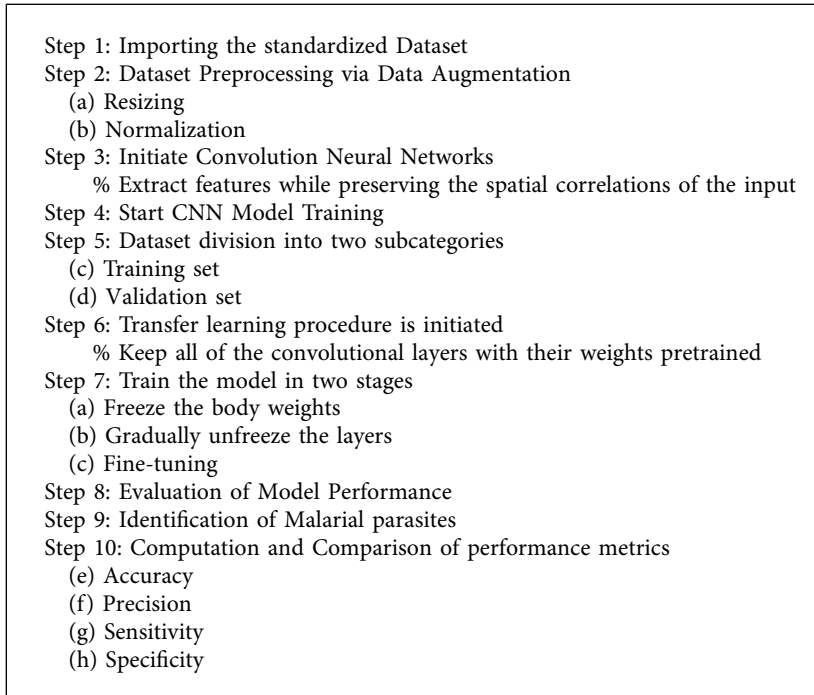 Step 1: Importing the standardized Dataset
Step 2: Dataset Preprocessing via Data Augmentation
(a) Resizing
(b) Normalization
Step 3: Initiate Convolution Neural Networks
% Extract features while preserving the spatial correlations of the input
Step 4: Start CNN Model Training
Step 5: Dataset division into two subcategories
(c) Training set
(d) Validation set
Step 6: Transfer learning procedure is initiated
% Keep all of the convolutional layers with their weights pretrained
Step 7: Train the model in two stages
(a) Freeze the body weights
(b) Gradually unfreeze the layers
(c) Fine-tuning
Step 8: Evaluation of Model Performance
Step 9: Identification of Malarial parasites
Step 10: Computation and Comparison of performance metrics
(e) Accuracy
(f) Precision
(g) Sensitivity
(h) Specificity